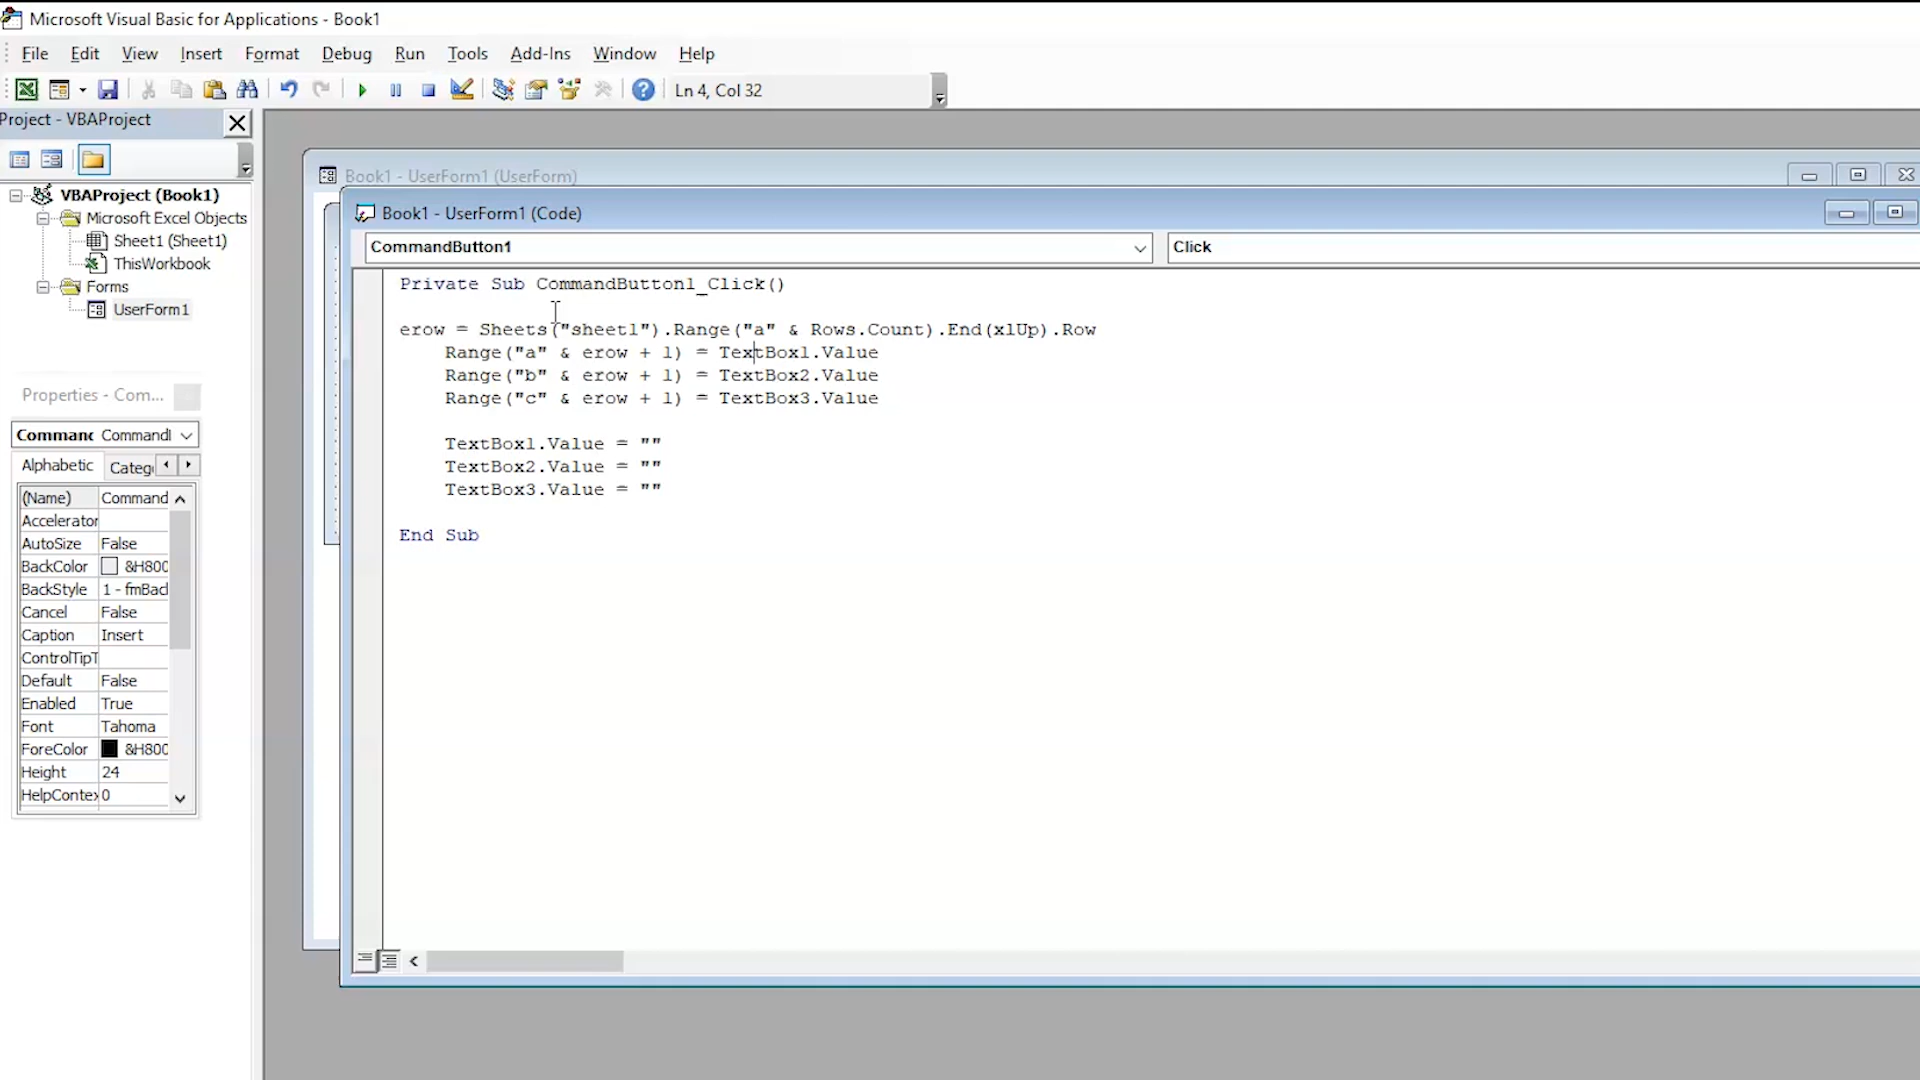 Microsoft Visual Basic for Applications - Book1
File Edit View Insert Format Debug Run Tools Add-Ins Window Help
Ln 4, Col 32
Project - VBAProject
VBAProject (Book1)
Microsoft Excel Objects
Sheet1 (Sheet1)
ThisWorkbook
Forms
UserForm1
Properties - Com...
Commanc Command
Alphabetic Categ
(Name) Command
Accelerator
AutoSize False
BackColor &H800
BackStyle 1 - fmBac
Cancel False
Caption Insert
ControlTipT
Default False
Enabled True
Font Tahoma
ForeColor &H800
Height 24
HelpContex 0
Book1 - UserForm1 (UserForm)
Book1 - UserForm1 (Code)
CommandButton1 Click
Private Sub CommandButton1_Click()
erow = Sheets("sheet1").Range("a" & Rows.Count).End(xlUp).Row
Range("a" & erow + 1) = TextBox1.Value
Range("b" & erow + 1) = TextBox2.Value
Range("c" & erow + 1) = TextBox3.Value
TextBox1.Value = ""
TextBox2.Value = ""
TextBox3.Value = ""
End Sub